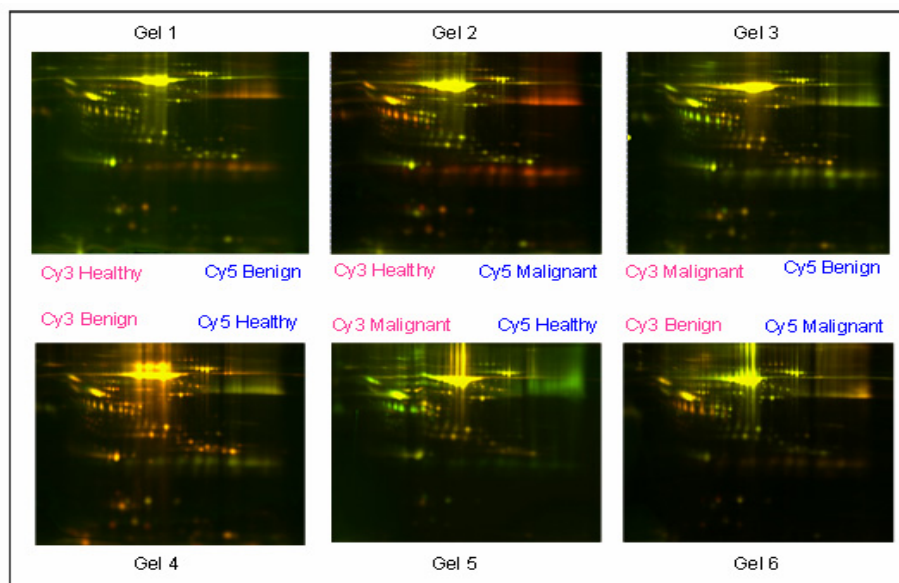 Gel 1 Gel 2 Gel 3
Cy3 Healthy Cy5 Benign Cy3 Healthy Cy5 Malignant Cy3 Malignant Cy5 Benign
Cy3 Benign Cy5 Healthy Cy3 Malignant Cy5 Healthy Cy3 Benign Cy5 Malignant
Gel 4 Gel 5 Gel 6